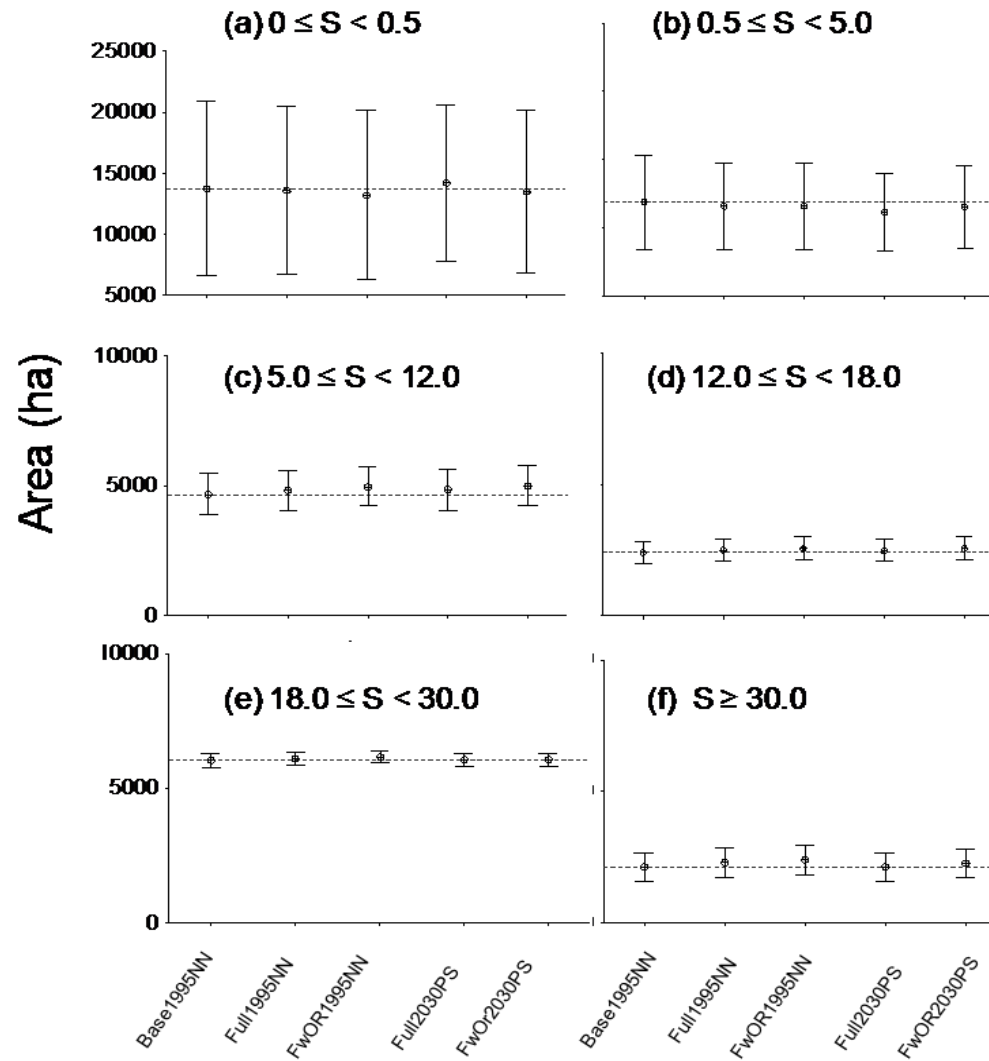 (a) 0 ≤ S < 0.5
(b) 0.5 ≤ S < 5.0
25000
20000
15000
10000
5000
Area (ha)
(c) 5.0 ≤ S < 12.0
(d) 12.0 ≤ S < 18.0
10000
5000
0
(e) 18.0 ≤ S < 30.0
(f) S ≥ 30.0
10000
5000
0
Base1995NN
Full1995NN
FwOR1995NN
Full2030PS
FwOr2030PS
Base1995NN
Full1995NN
FwOR1995NN
Full2030PS
FwOR2030PS